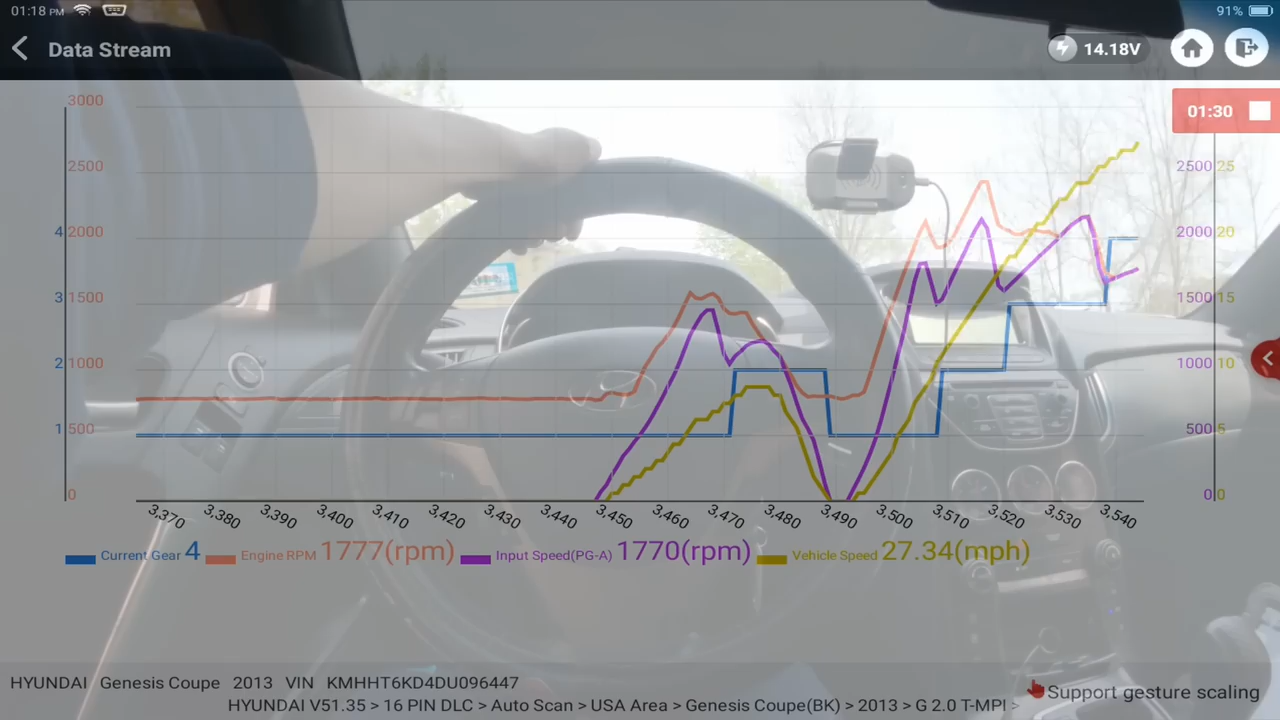 01:18 PM
91%
Data Stream
14.18V
01:30
3000
2500
4 2000
3 1500
2 1000
1 500
0
2500 25
2000 20
1500 15
1000 10
500 5
0 0
3,370 3,380 3,390 3,400 3,410 3,420 3,430 3,440 3,450 3,460 3,470 3,480 3,490 3,500 3,510 3,520 3,530 3,540
Current Gear 4 Engine RPM 1777(rpm) Input Speed(PG-A) 1770(rpm) Vehicle Speed 27.34(mph)
HYUNDAI Genesis Coupe 2013 VIN KMHHT6KD4DU096447
HYUNDAI V51.35 > 16 PIN DLC > Auto Scan > USA Area > Genesis Coupe(BK) > 2013 > G 2.0 T-MPI >
Support gesture scaling